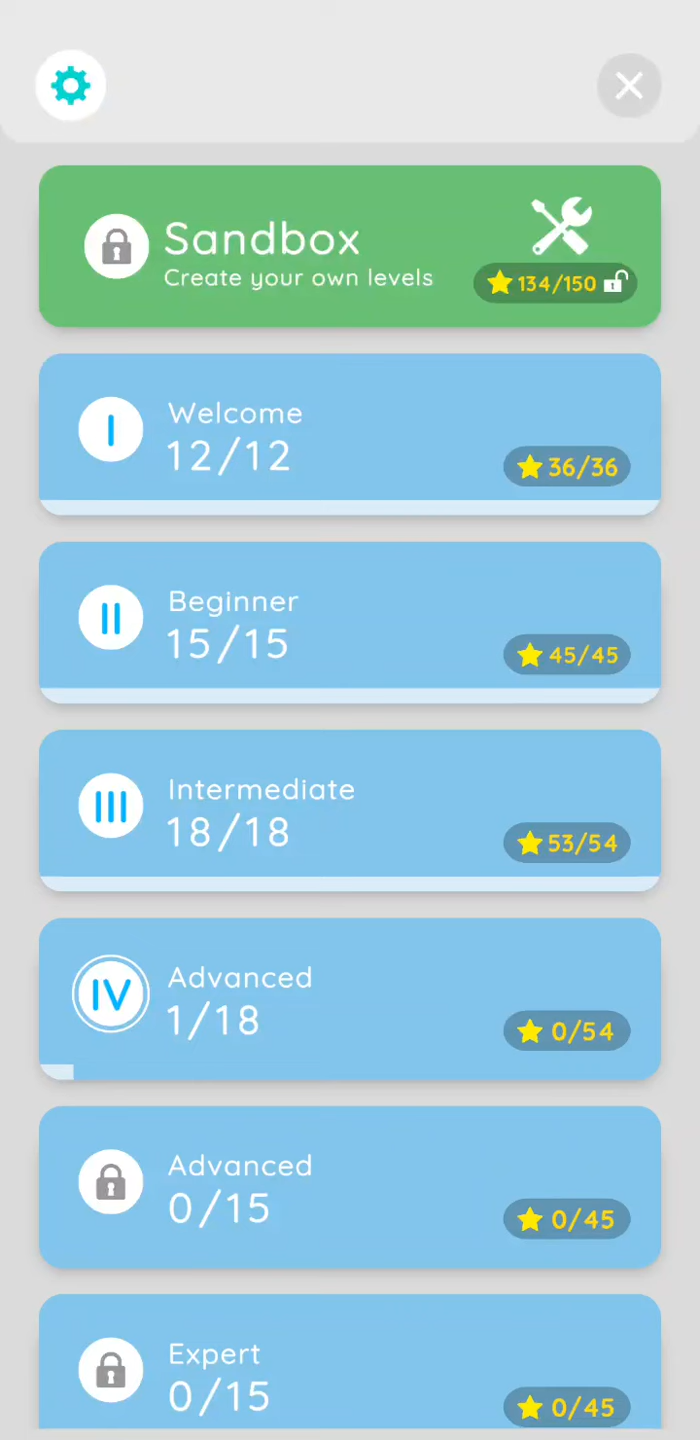 Sandbox
Create your own levels
134/150
I
Welcome
12/12
36/36
II
Beginner
15/15
45/45
III
Intermediate
18/18
53/54
IV
Advanced
1/18
0/54
Advanced
0/15
0/45
Expert
0/15
0/45